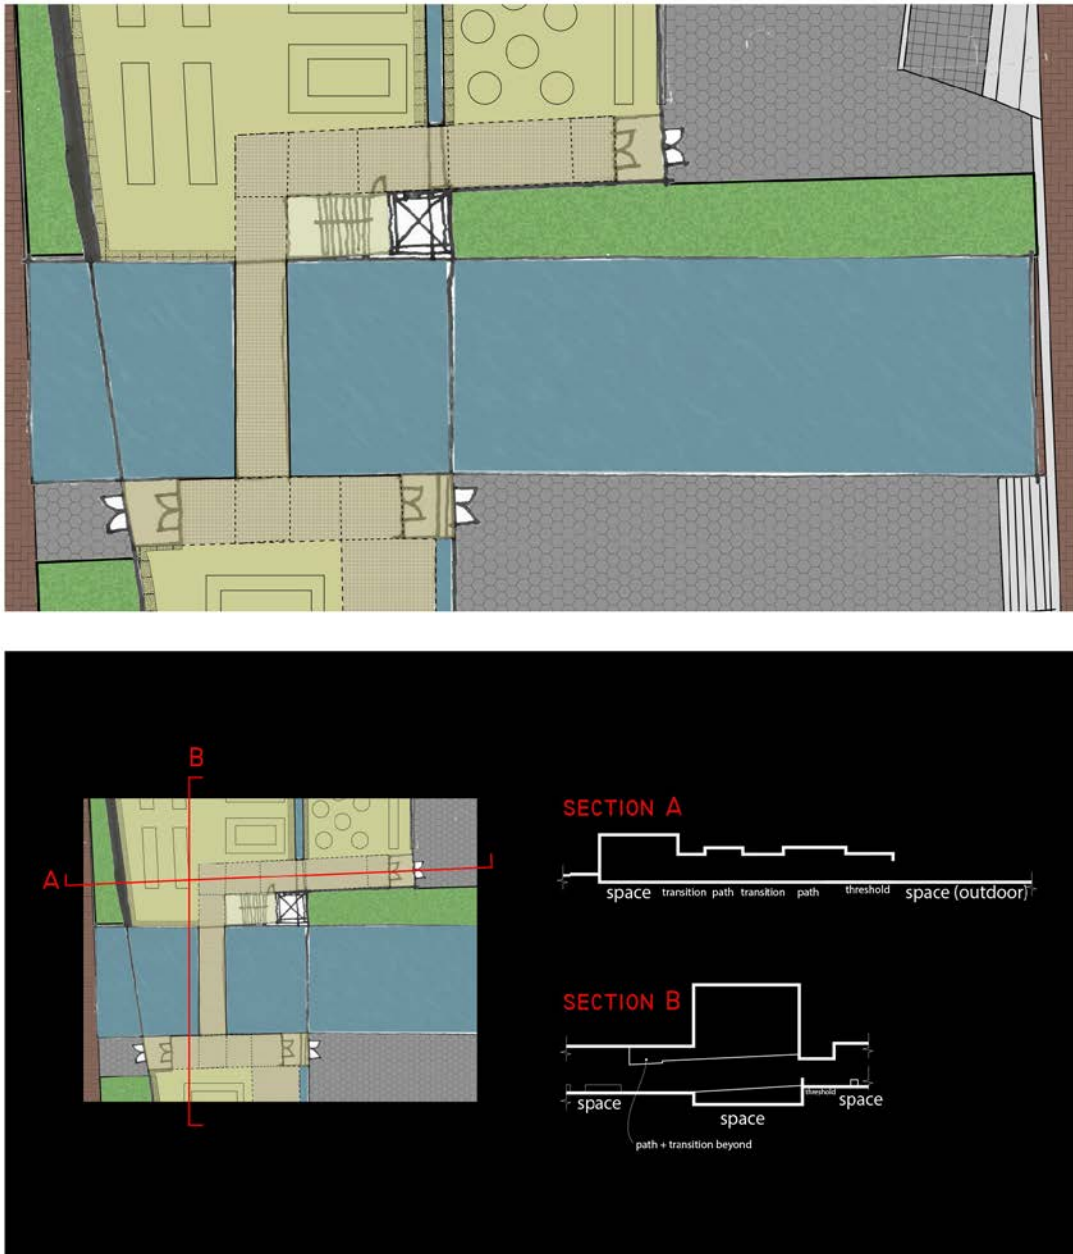 B
A
SECTION A
space transition path transition path threshold space (outdoor)
SECTION B
space
threshold
space
space
path + transition beyond